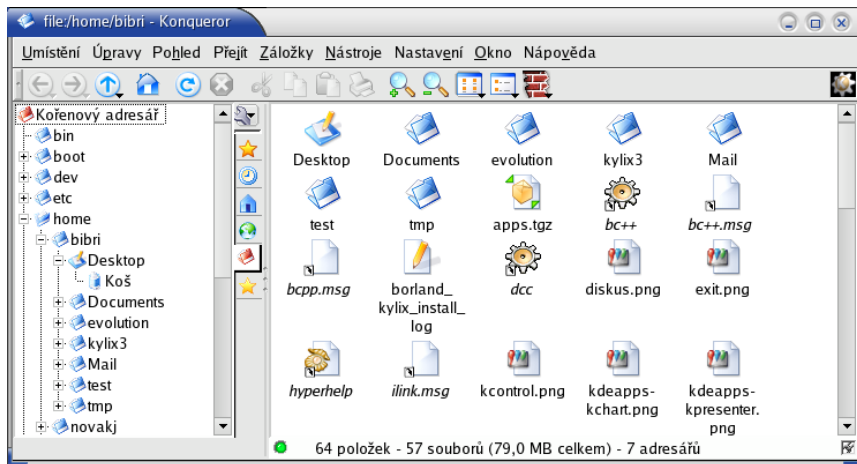 file:/home/bibri - Konqueror
Umístění Úpravy Pohled Přejít Záložky Nástroje Nastavení Okno Nápověda
Kořenový adresář
bin
boot
dev
etc
home
bibri
Desktop
Koš
Documents
evolution
kylix3
Mail
test
tmp
novakj
Desktop Documents evolution kylix3 Mail
test tmp apps.tgz bc++ bc++.msg
bcpp.msg borland_ dcc diskus.png exit.png
kylix_install_
log
hyperhelp ilink.msg kcontrol.png kdeapps- kdeapps-
kchart.png kpresenter.
png
64 položek - 57 souborů (79,0 MB celkem) - 7 adresářů